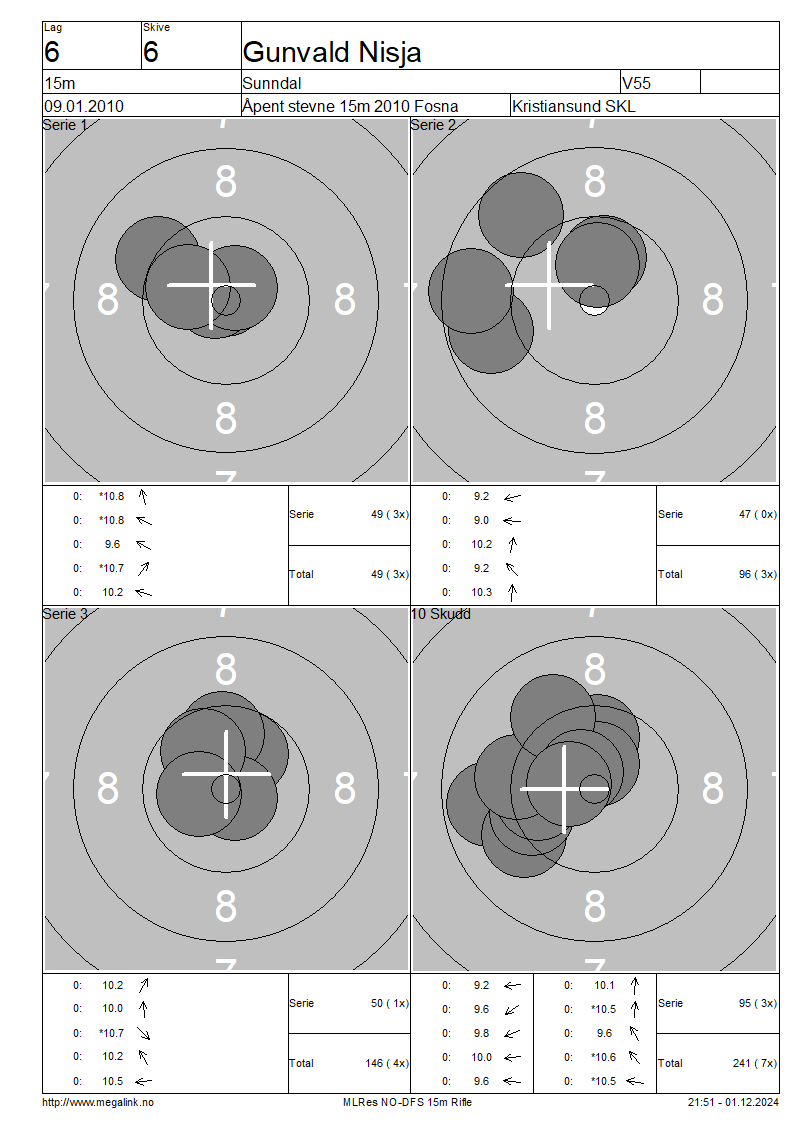 Lag
Skive
6
6
Gunvald Nisja
15m
Sunndal
V55
09.01.2010
Åpent stevne 15m 2010 Fosna
Kristiansund SKL
Serie 1
7
8
7
8
8
8
7
Serie 2
7
8
8
8
8
7
0: *10.8
0: *10.8
0: 9.6
0: *10.7
0: 10.2
Serie 49 ( 3x)
Total 49 ( 3x)
0: 9.2
0: 9.0
0: 10.2
0: 9.2
0: 10.3
Serie 47 ( 0x)
Total 96 ( 3x)
Serie 3
7
8
7
8
8
8
7
10 Skudd
7
8
8
8
7
0: 10.2
0: 10.0
0: *10.7
0: 10.2
0: 10.5
Serie 50 ( 1x)
Total 146 ( 4x)
0: 9.2
0: 9.6
0: 9.8
0: 10.0
0: 9.6
0: 10.1
0: *10.5
0: 9.6
0: *10.6
0: *10.5
Serie 95 ( 3x)
Total 241 ( 7x)
http://www.megalink.no
MLRes NO-DFS 15m Rifle
21:51 - 01.12.2024